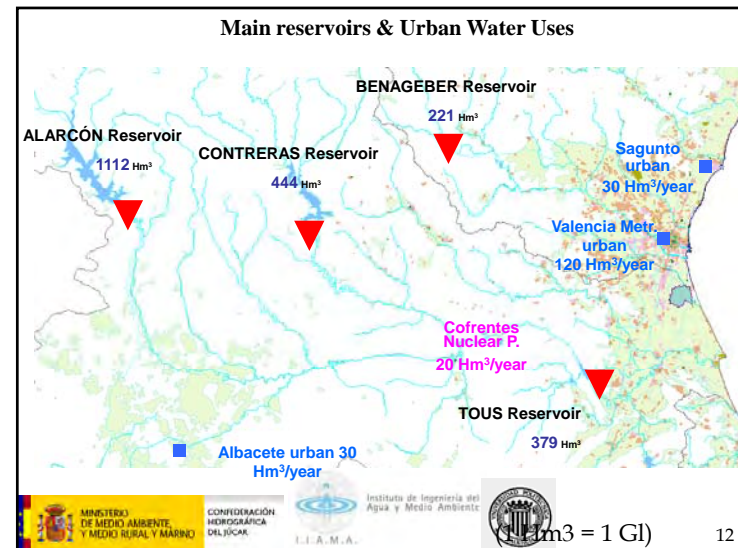 Main reservoirs & Urban Water Uses
BENAGEBER Reservoir
221 Hm³
ALARCÓN Reservoir
1112 Hm³
CONTRERAS Reservoir
444 Hm³
Sagunto
urban
30 Hm³/year
Valencia Metr.
urban
120 Hm³/year
Cofrentes
Nuclear P.
20 Hm³/year
TOUS Reservoir
379 Hm³
Albacete urban 30
Hm³/year
MINISTERIO
DE MEDIO AMBIENTE,
Y MEDIO RURAL Y MARINO
CONFEDERACIÓN
HIDROGRÁFICA
DEL JÚCAR
I.I.A.M.A.
Instituto de Ingeniería del
Agua y Medio Ambiente
(1 Hm3 = 1 Gl)
12